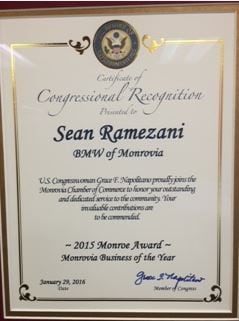 Certificate of
Congressional Recognition
Presented to
Sean Ramezani
BMW of Monrovia
U.S. Congresswoman Grace F. Napolitano proudly joins the
Monrovia Chamber of Commerce to honor your outstanding
and dedicated service to the community. Your
invaluable contributions are
to be commended.
~ 2015 Monroe Award ~
Monrovia Business of the Year
January 29, 2016
Date
Grace F. Napolitano
Member of Congress